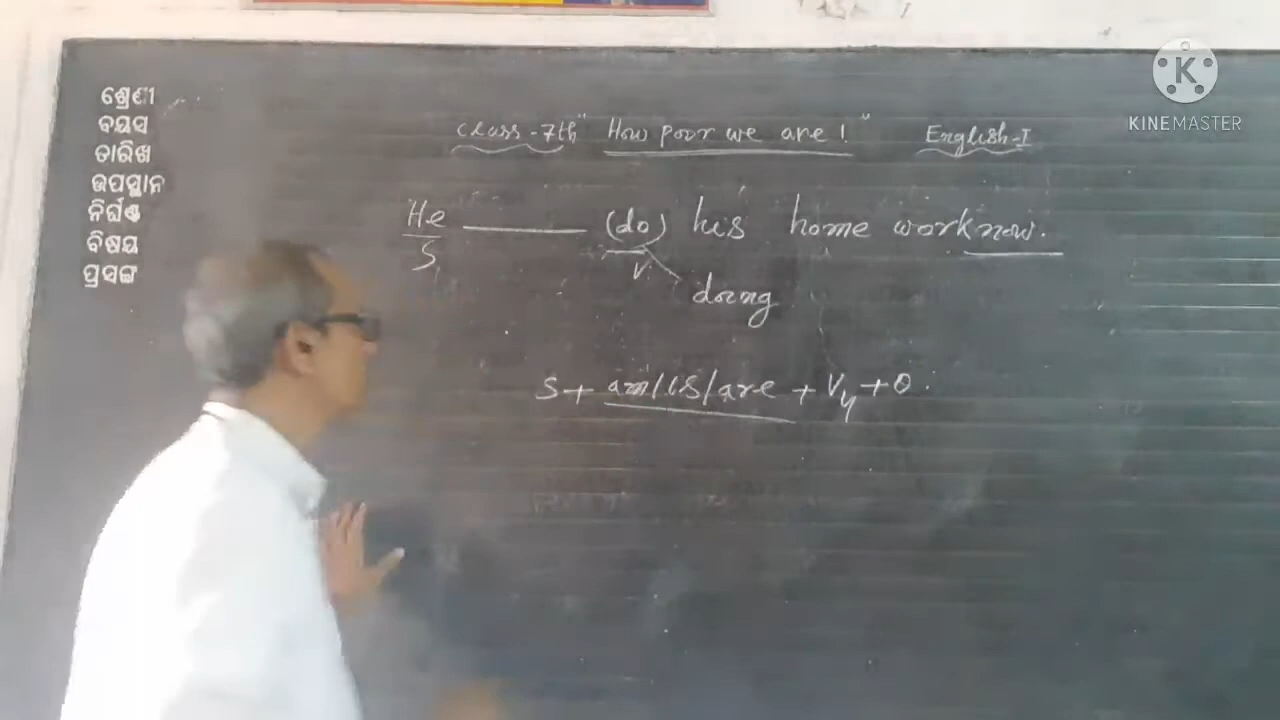 ଶ୍ରେଣୀ
ବୟସ
ତାରିଖ
ଉପସ୍ଥାନ
ନିର୍ଘଣ୍ଟ
ବିଷୟ
ପ୍ରସଙ୍ଗ
Class-7th "How poor we are!" English-I
He ______ (do) his home work now.
S V
doing
S + am/is/are + V4 + O.
K
KINEMASTER